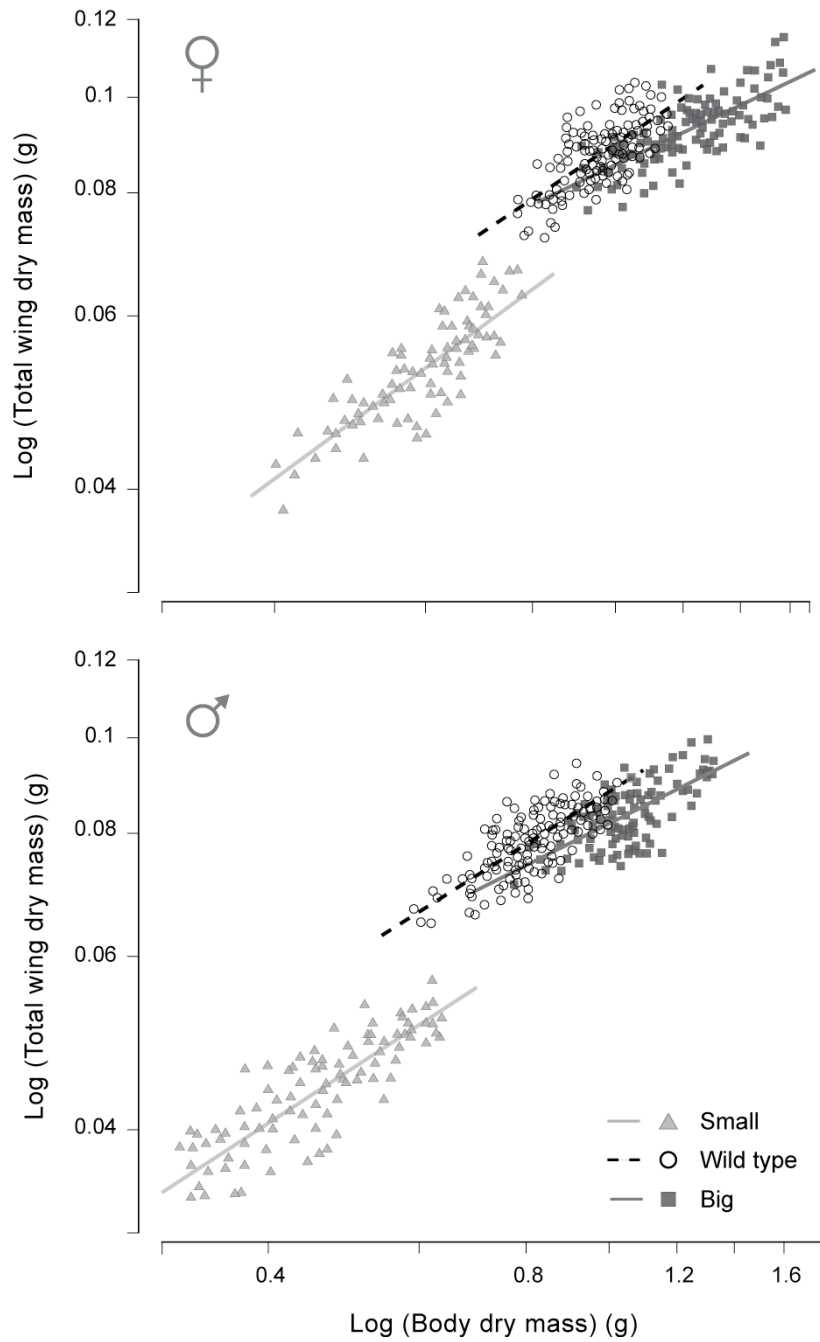 0.12
0.1
0.08
0.06
0.04
Log (Total wing dry mass) (g)
0.12
0.1
0.08
0.06
0.04
Log (Total wing dry mass) (g)
Small
Wild type
Big
0.4
0.8
1.2
1.6
Log (Body dry mass) (g)